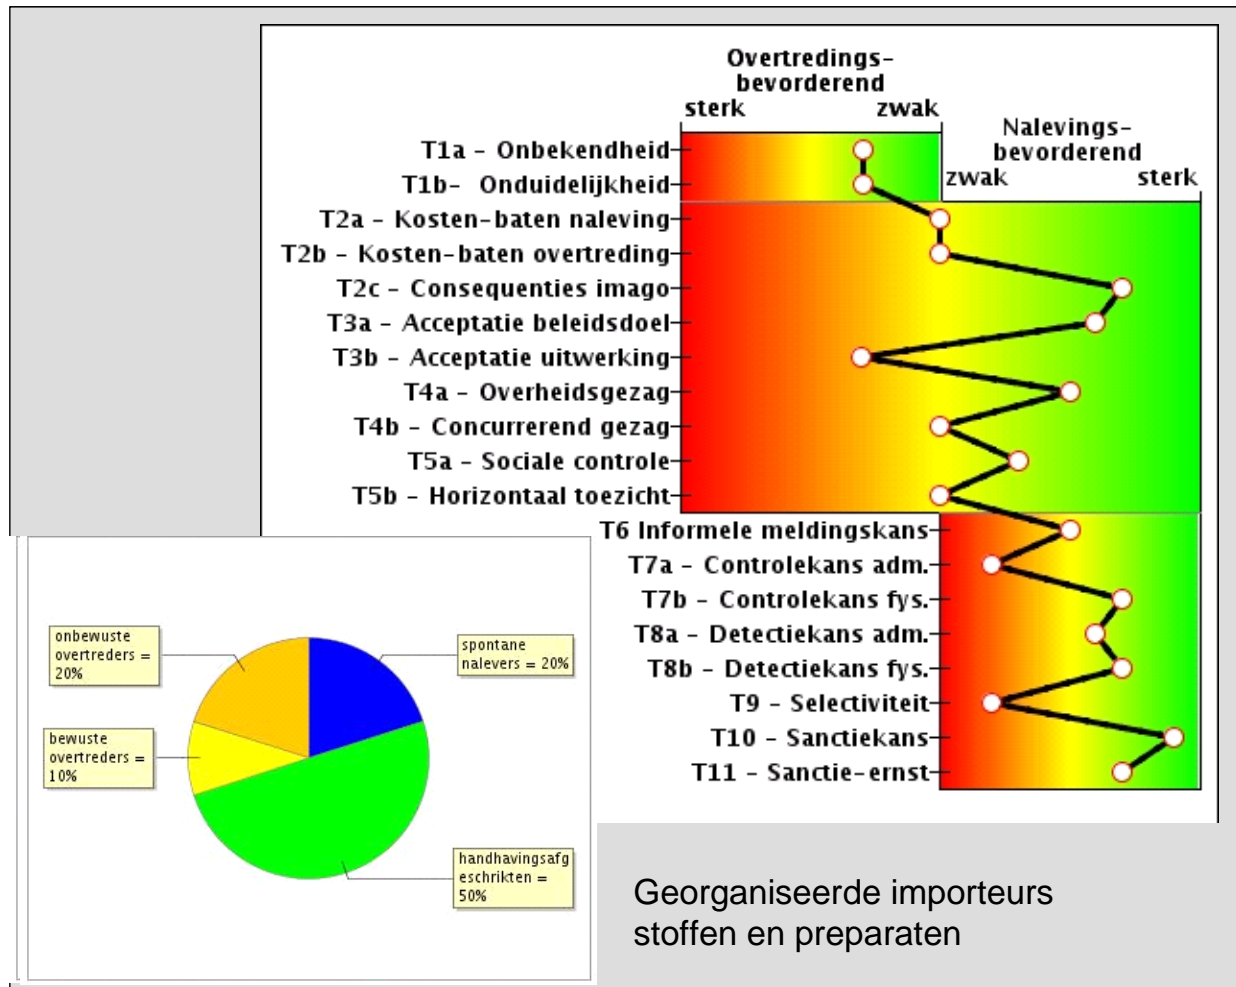 Overtredings-
bevorderend
sterk zwak
Nalevings-
bevorderend
zwak sterk
T1a - Onbekendheid
T1b- Onduidelijkheid
T2a - Kosten-baten naleving
T2b - Kosten-baten overtreding
T2c - Consequenties imago
T3a - Acceptatie beleidsdoel
T3b - Acceptatie uitwerking
T4a - Overheidsgezag
T4b - Concurrerend gezag
T5a - Sociale controle
T5b - Horizontaal toezicht
T6 Informele meldingskans
T7a - Controlekans adm.
T7b - Controlekans fys.
T8a - Detectiekans adm.
T8b - Detectiekans fys.
T9 - Selectiviteit
T10 - Sanctiekans
T11 - Sanctie-ernst
onbewuste
overtreders =
20%
spontane
nalevers = 20%
bewuste
overtreders =
10%
handhavingsafg
eschrikten =
50%
Georganiseerde importeurs
stoffen en preparaten